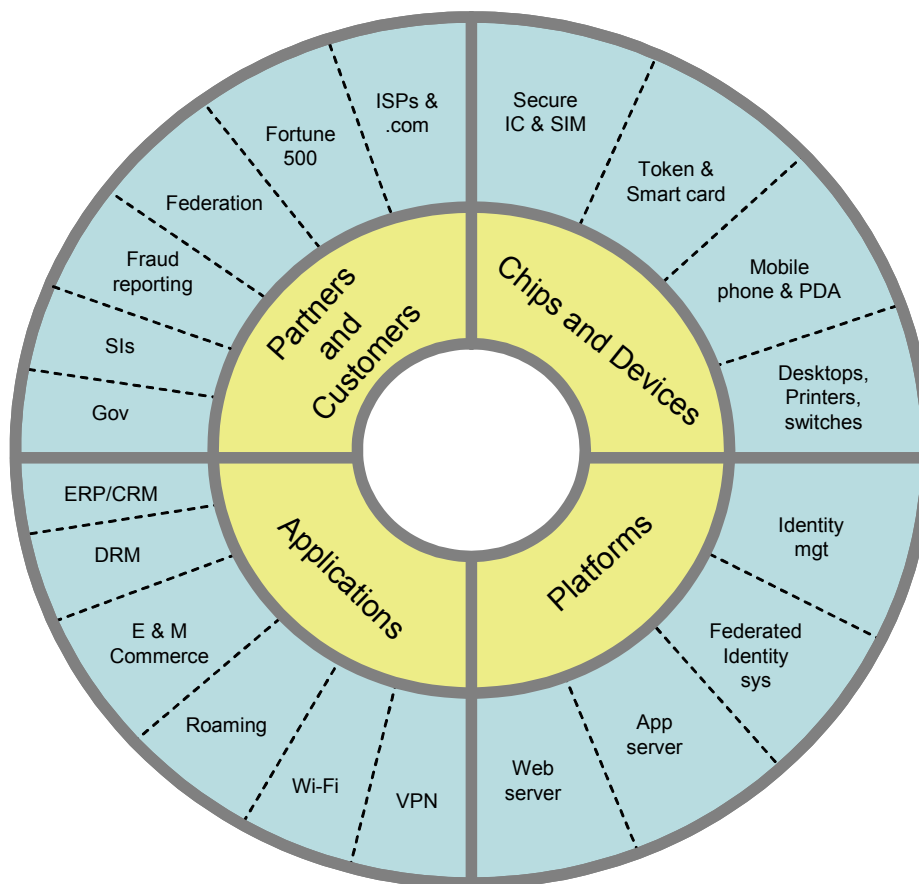 ISPs &
.com
Fortune
500
Federation
Fraud
reporting
SIs
Gov
Partners
and
Customers
Secure
IC & SIM
Token &
Smart card
Mobile
phone & PDA
Desktops,
Printers,
switches
Chips and Devices
ERP/CRM
DRM
E & M
Commerce
Roaming
Wi-Fi
VPN
Applications
Identity
mgt
Federated
Identity
sys
App
server
Web
server
Platforms